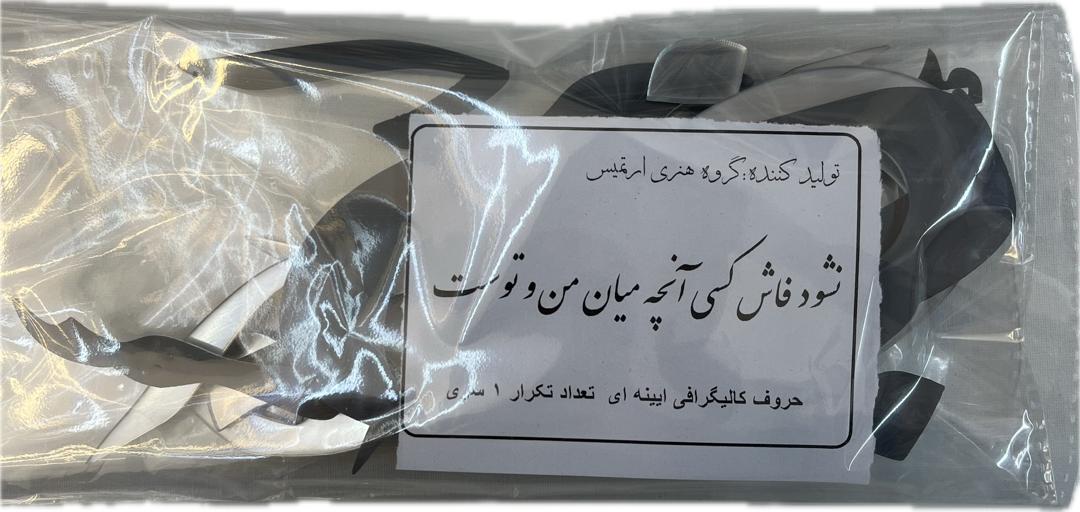 تولید کننده:گروه هنری ارتمیس
نشود فاش کسی آنچه میان من و توست
حروف کالیگرافی ایینه ای تعداد تکرار ۱ سری